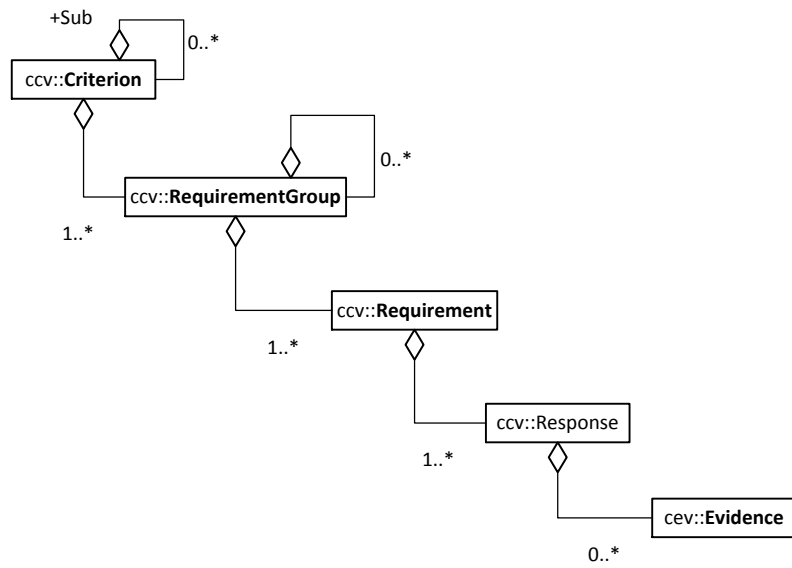 +Sub
0..*
ccv::Criterion
0..*
ccv::RequirementGroup
1..*
ccv::Requirement
1..*
ccv::Response
1..*
cev::Evidence
0..*